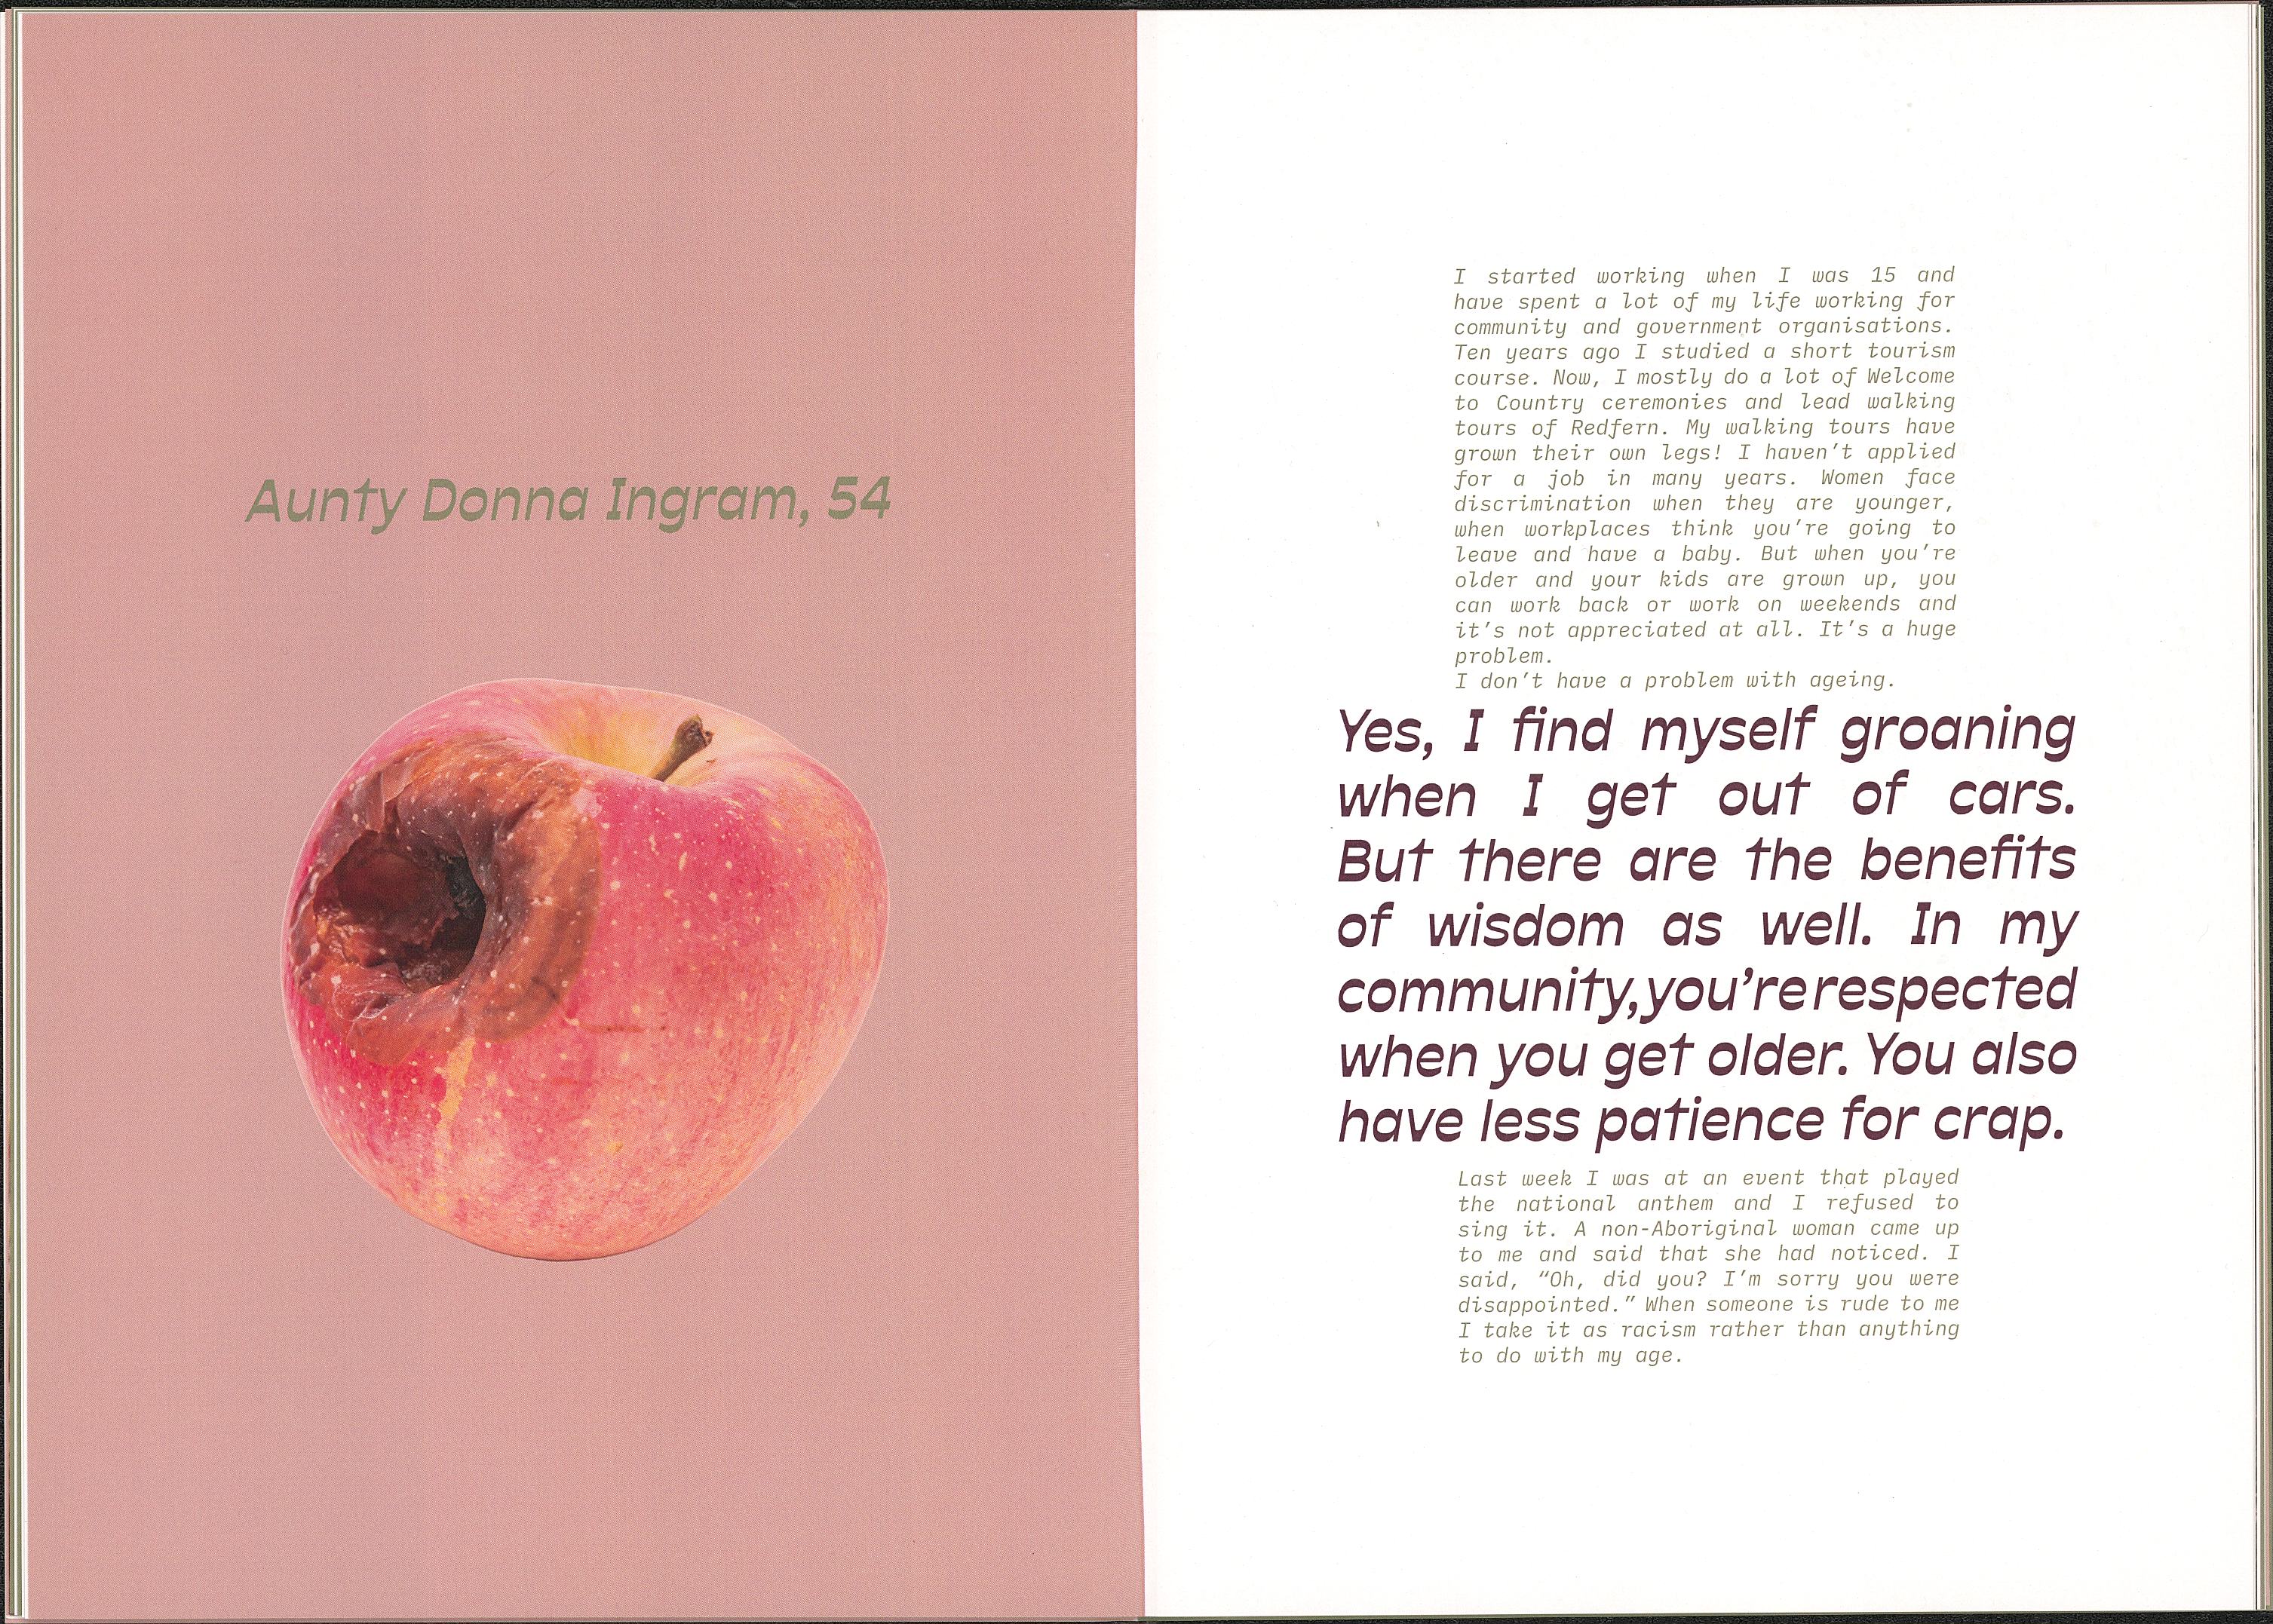 Aunty Donna Ingram, 54
I started working when I was 15 and
have spent a lot of my life working for
community and government organisations.
Ten years ago I studied a short tourism
course. Now, I mostly do a lot of Welcome
to Country ceremonies and lead walking
tours of Redfern. My walking tours have
grown their own legs! I haven’t applied
for a job in many years. Women face
discrimination when they are younger,
when workplaces think you’re going to
leave and have a baby. But when you’re
older and your kids are grown up, you
can work back or work on weekends and
it’s not appreciated at all. It’s a huge
problem.
I don’t have a problem with ageing.
Yes, I find myself groaning
when I get out of cars.
But there are the benefits
of wisdom as well. In my
community, you’re respected
when you get older. You also
have less patience for crap.
Last week I was at an event that played
the national anthem and I refused to
sing it. A non-Aboriginal woman came up
to me and said that she had noticed. I
said, “Oh, did you? I’m sorry you were
disappointed.” When someone is rude to me
I take it as racism rather than anything
to do with my age.